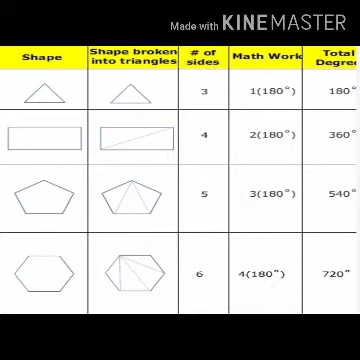 Made with KINEMASTER
Shape
Shape broken into triangles
# of sides
Math Work
Total
3
1(180°)
180°
4
2(180°)
360°
5
3(180°)
540°
6
4(180°)
720°